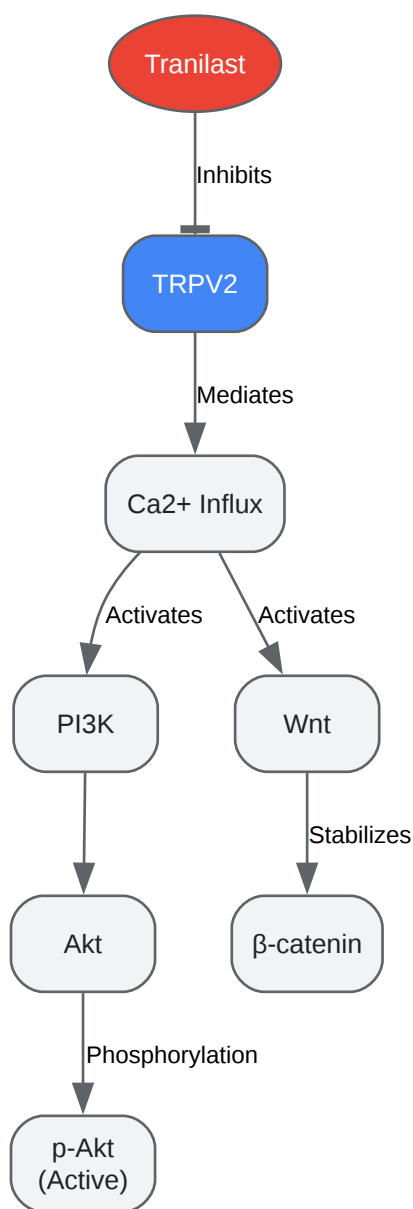 Tranilast
Inhibits
TRPV2
Mediates
Ca2+ Influx
Activates
Activates
PI3K
Wnt
Stabilizes
Akt
β-catenin
Phosphorylation
p-Akt
(Active)